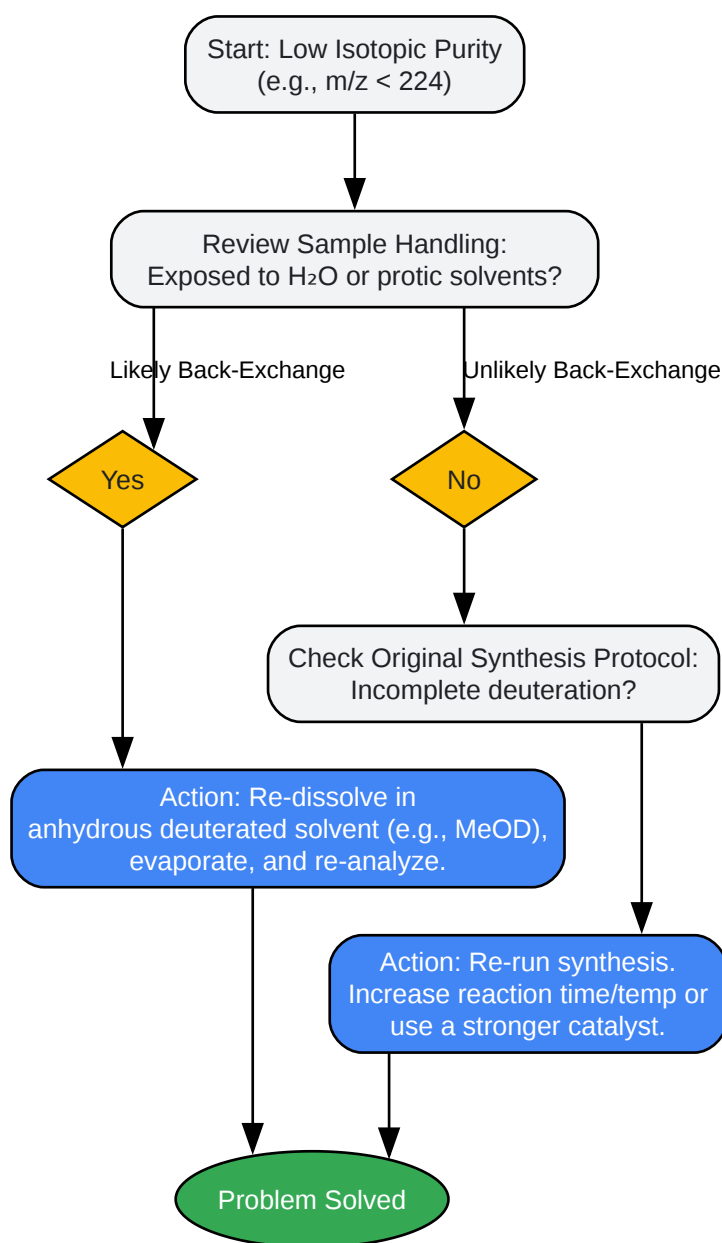 Start: Low Isotopic Purity
(e.g., m/z < 224)
Review Sample Handling:
Exposed to H₂O or protic solvents?
Likely Back-Exchange
Unlikely Back-Exchange
Yes
No
Check Original Synthesis Protocol:
Incomplete deuteration?
Action: Re-dissolve in
anhydrous deuterated solvent (e.g., MeOD),
evaporate, and re-analyze.
Action: Re-run synthesis.
Increase reaction time/temp or
use a stronger catalyst.
Problem Solved